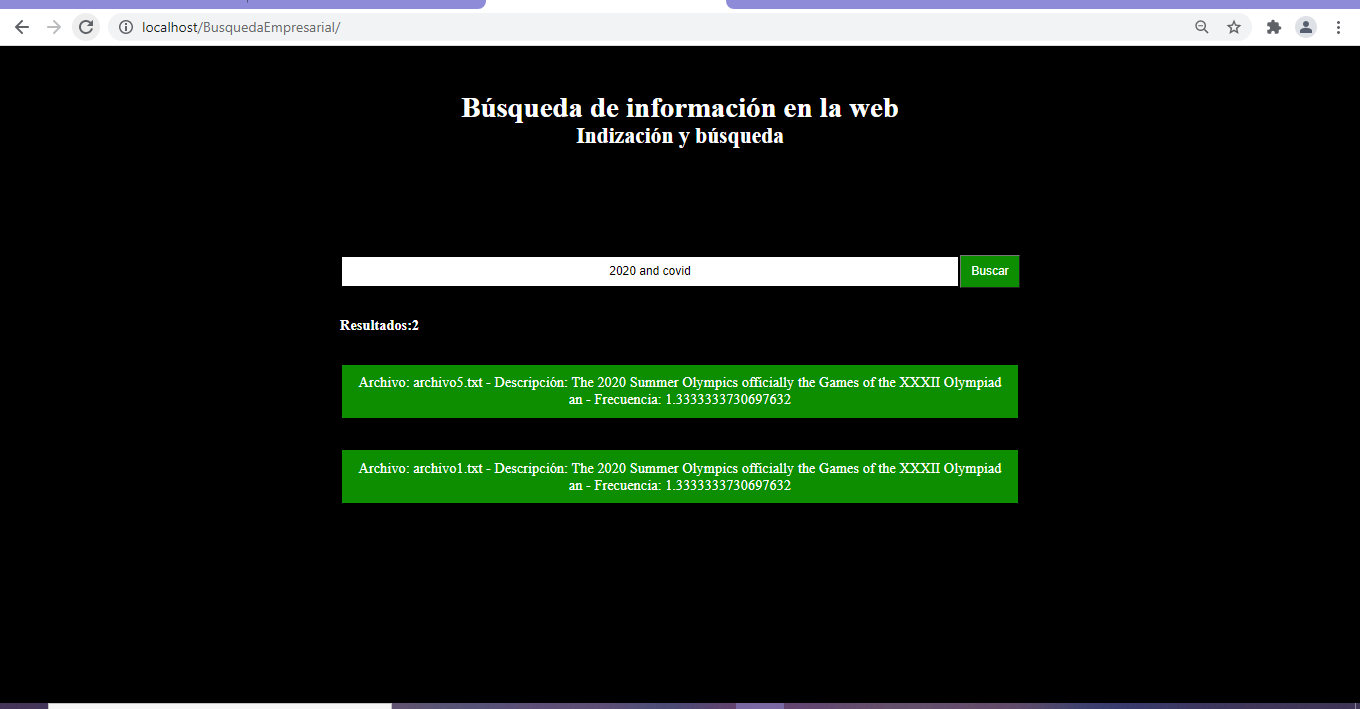 localhost/BusquedaEmpresarial/
Búsqueda de información en la web
Indización y búsqueda
2020 and covid
Buscar
Resultados:2
Archivo: archivo5.txt - Descripción: The 2020 Summer Olympics officially the Games of the XXXII Olympiad
an - Frecuencia: 1.3333333730697632
Archivo: archivo1.txt - Descripción: The 2020 Summer Olympics officially the Games of the XXXII Olympiad
an - Frecuencia: 1.3333333730697632